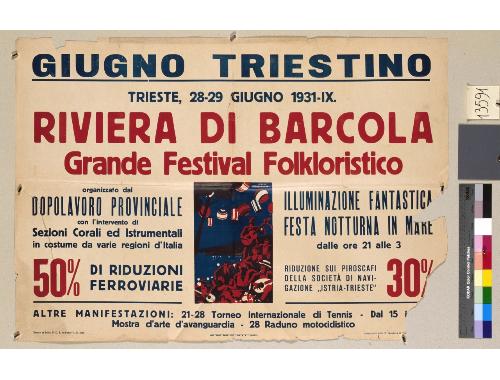 GIUGNO TRIESTINO
TRIESTE, 28-29 GIUGNO 1931-IX.
RIVIERA DI BARCOLA
Grande Festival Folkloristico
organizzato dal
DOPOLAVORO PROVINCIALE
con l'intervento di
Sezioni Corali ed Istrumentali
in costume da varie regioni d'Italia
50% DI RIDUZIONI
FERROVIARIE
ILLUMINAZIONE FANTASTICA
FESTA NOTTURNA IN MARE
dalle ore 21 alle 3
RIDUZIONE SUI PIROSCAFI
DELLA SOCIETÀ DI NAVI-
GAZIONE „ISTRIA-TRIESTE"
30%
ALTRE MANIFESTAZIONI: 21-28 Torneo Internazionale di Tennis - Dal 15
Mostra d'arte d'avanguardia - 28 Raduno motocidistico
13591